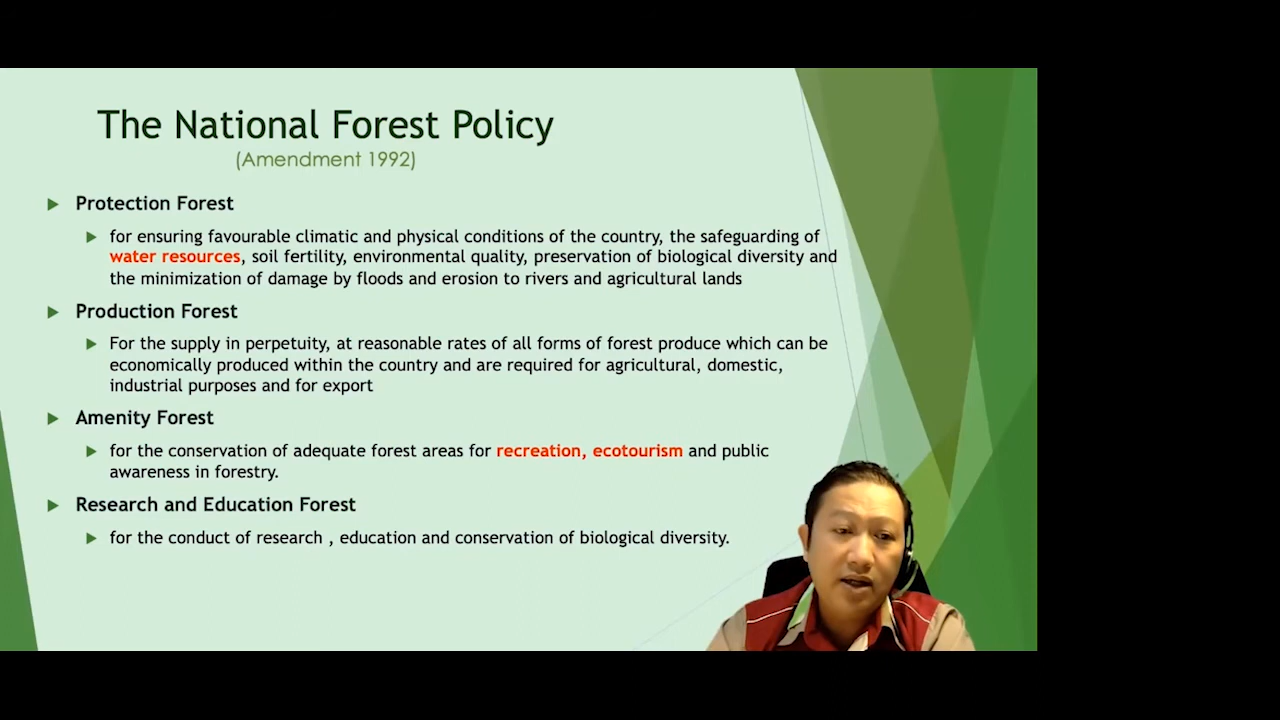 The National Forest Policy
(Amendment 1992)
Protection Forest
for ensuring favourable climatic and physical conditions of the country, the safeguarding of
water resources, soil fertility, environmental quality, preservation of biological diversity and
the minimization of damage by floods and erosion to rivers and agricultural lands
Production Forest
For the supply in perpetuity, at reasonable rates of all forms of forest produce which can be
economically produced within the country and are required for agricultural, domestic,
industrial purposes and for export
Amenity Forest
for the conservation of adequate forest areas for recreation, ecotourism and public
awareness in forestry.
Research and Education Forest
for the conduct of research , education and conservation of biological diversity.